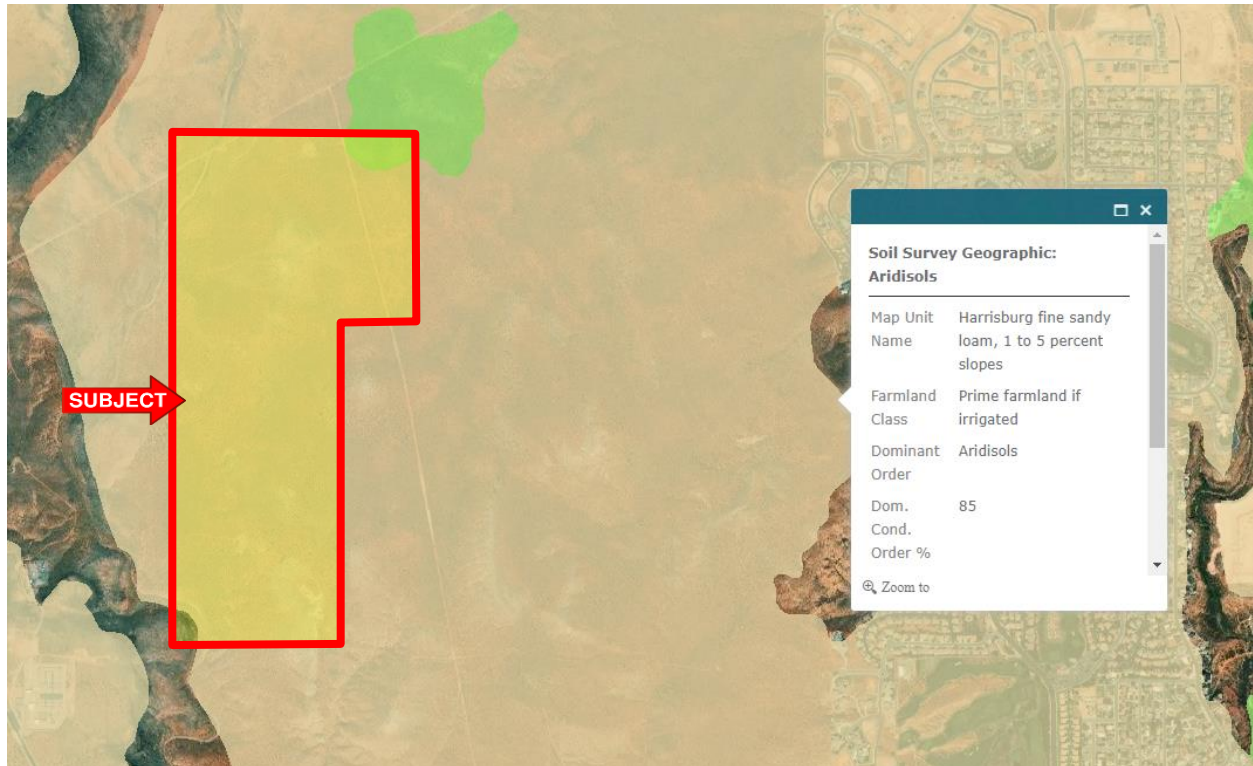 SUBJECT
Soil Survey Geographic:
Aridisols
Map Unit Name Harrisburg fine sandy loam, 1 to 5 percent slopes
Farmland Class Prime farmland if irrigated
Dominant Order Aridisols
Dom. Cond. Order % 85
Zoom to